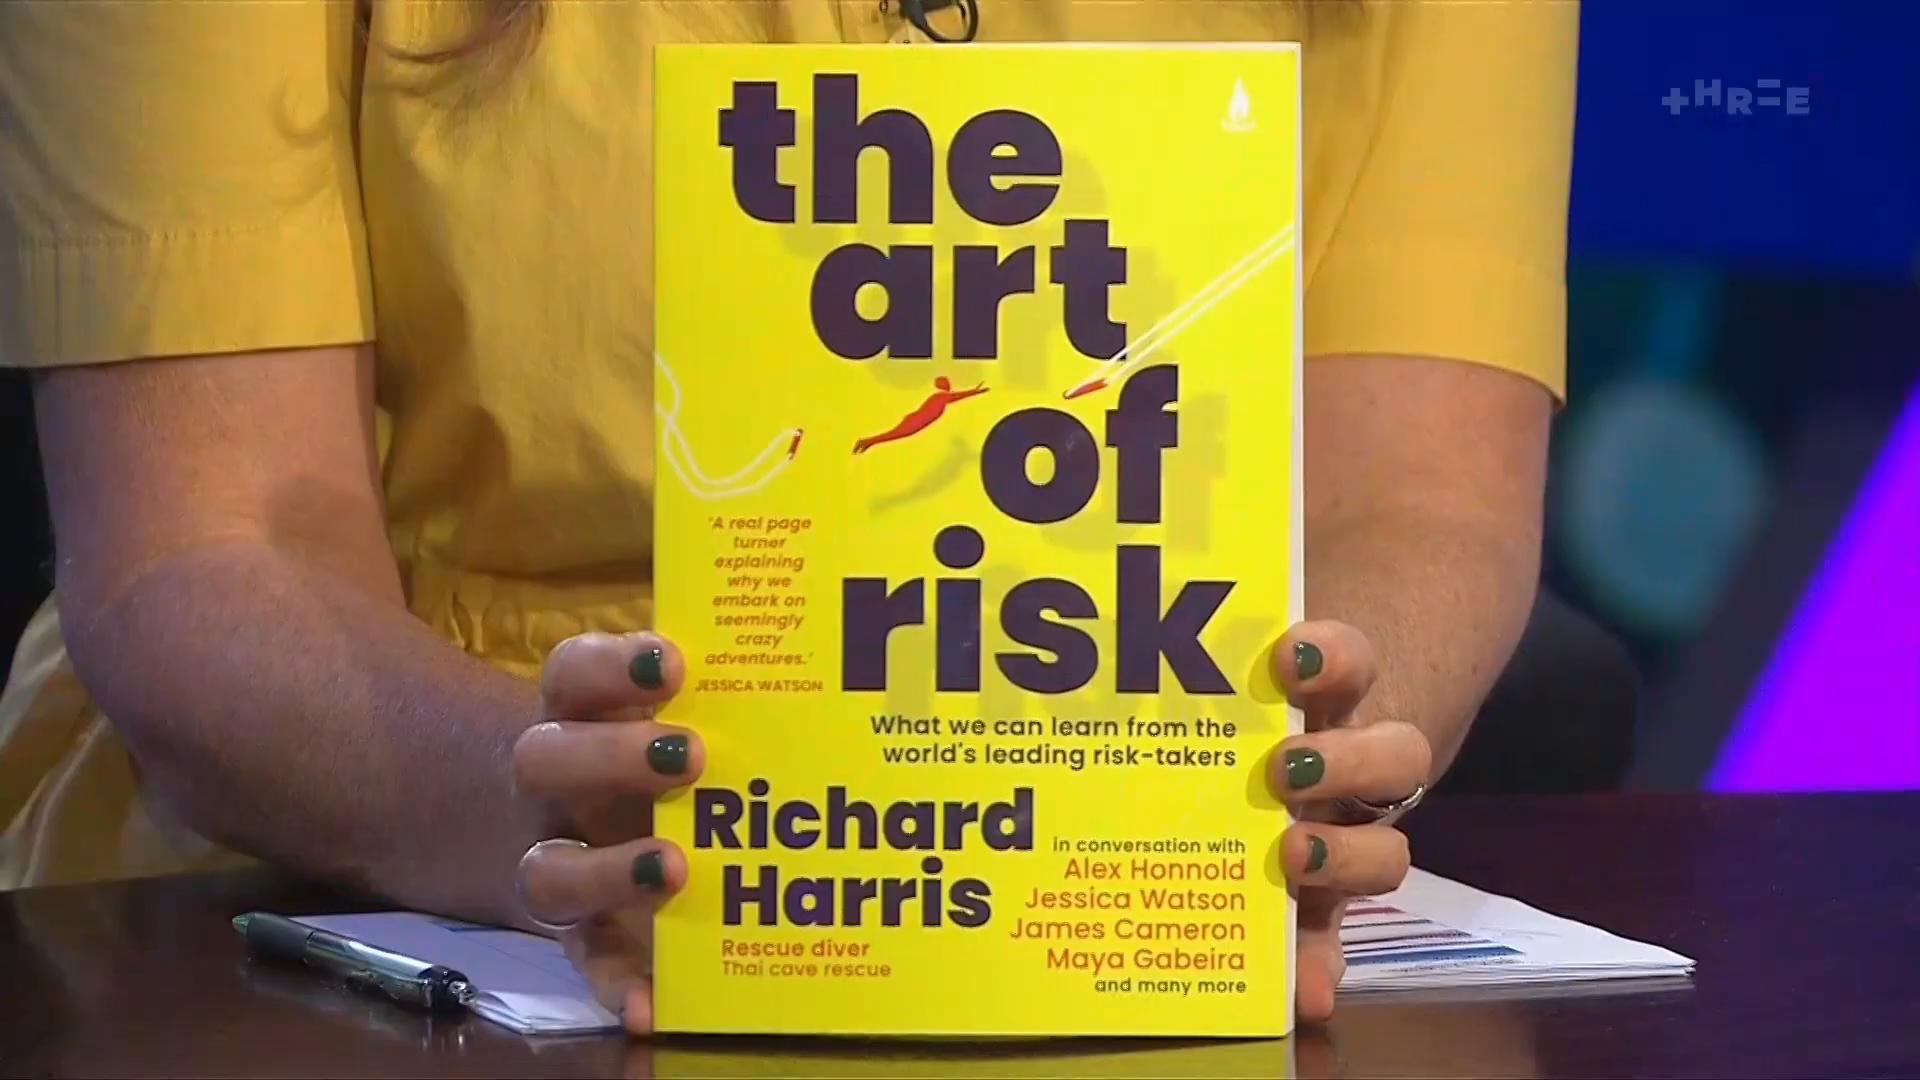 +HR=E
the
art
of
risk
'A real page
turner
explaining
why we
embark on
seemingly
crazy
adventures.'
JESSICA WATSON
What we can learn from the
world's leading risk-takers
Richard
Harris
Rescue diver
Thai cave rescue
in conversation with
Alex Honnold
Jessica Watson
James Cameron
Maya Gabeira
and many more